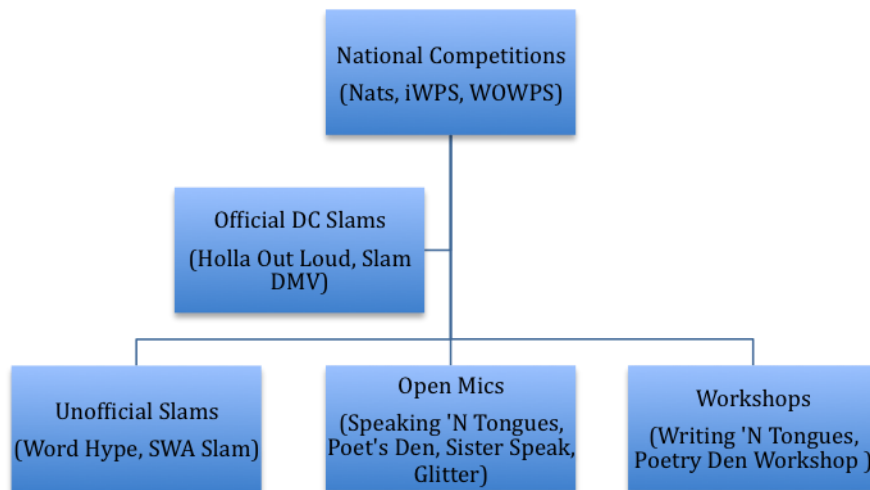 National Competitions
(Nats, iWPS, WOWPS)
Official DC Slams
(Holla Out Loud, Slam
DMV)
Unofficial Slams
(Word Hype, SWA Slam)
Open Mics
(Speaking 'N Tongues,
Poet's Den, Sister Speak,
Glitter)
Workshops
(Writing 'N Tongues,
Poetry Den Workshop )